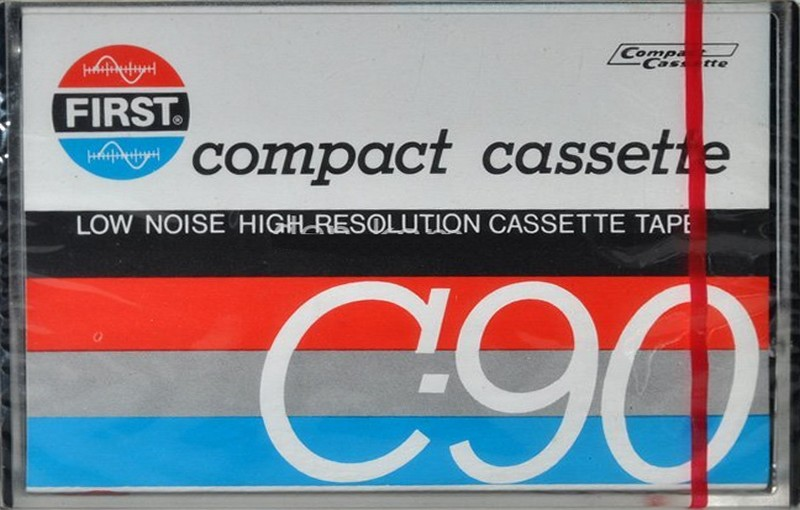 Compact
Cassette
FIRST®
compact cassette
LOW NOISE HIGH RESOLUTION CASSETTE TAPE
C-90